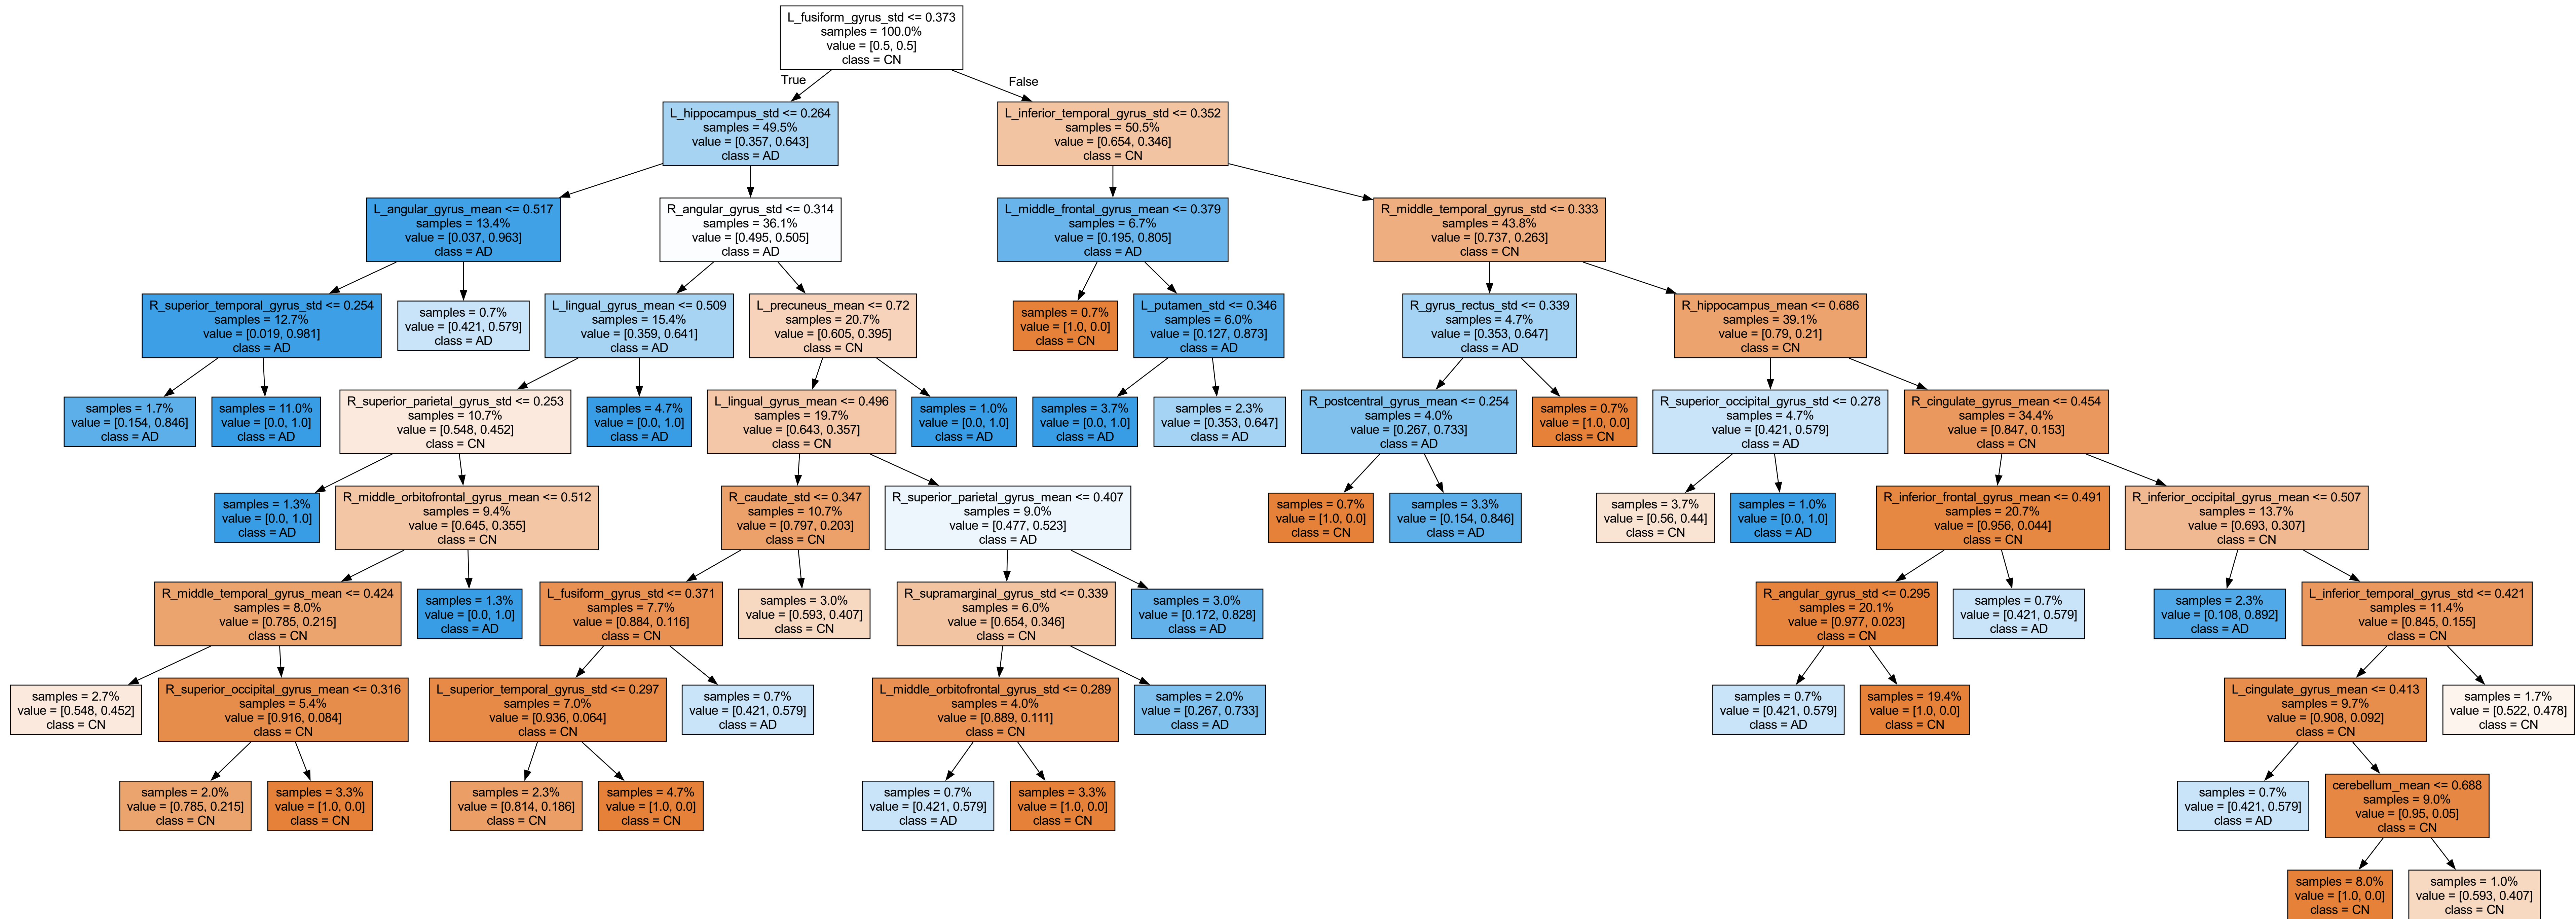 L_fusiform_gyrus_std <= 0.373
samples = 100.0%
value = [0.5, 0.5]
class = CN
True
False
L_hippocampus_std <= 0.264
samples = 49.5%
value = [0.357, 0.643]
class = AD
L_inferior_temporal_gyrus_std <= 0.352
samples = 50.5%
value = [0.654, 0.346]
class = CN
L_angular_gyrus_mean <= 0.517
samples = 13.4%
value = [0.037, 0.963]
class = AD
R_angular_gyrus_std <= 0.314
samples = 36.1%
value = [0.495, 0.505]
class = AD
L_middle_frontal_gyrus_mean <= 0.379
samples = 6.7%
value = [0.195, 0.805]
class = AD
R_middle_temporal_gyrus_std <= 0.333
samples = 43.8%
value = [0.737, 0.263]
class = CN
R_superior_temporal_gyrus_std <= 0.254
samples = 12.7%
value = [0.019, 0.981]
class = AD
samples = 0.7%
value = [0.421, 0.579]
class = AD
L_lingual_gyrus_mean <= 0.509
samples = 15.4%
value = [0.359, 0.641]
class = AD
L_precuneus_mean <= 0.72
samples = 20.7%
value = [0.605, 0.395]
class = CN
samples = 0.7%
value = [1.0, 0.0]
class = CN
L_putamen_std <= 0.346
samples = 6.0%
value = [0.127, 0.873]
class = AD
R_gyrus_rectus_std <= 0.339
samples = 4.7%
value = [0.353, 0.647]
class = AD
R_hippocampus_mean <= 0.686
samples = 39.1%
value = [0.79, 0.21]
class = CN
samples = 1.7%
value = [0.154, 0.846]
class = AD
samples = 11.0%
value = [0.0, 1.0]
class = AD
R_superior_parietal_gyrus_std <= 0.253
samples = 10.7%
value = [0.548, 0.452]
class = CN
samples = 4.7%
value = [0.0, 1.0]
class = AD
L_lingual_gyrus_mean <= 0.496
samples = 19.7%
value = [0.643, 0.357]
class = CN
samples = 1.0%
value = [0.0, 1.0]
class = AD
samples = 3.7%
value = [0.0, 1.0]
class = AD
samples = 2.3%
value = [0.353, 0.647]
class = AD
R_postcentral_gyrus_mean <= 0.254
samples = 4.0%
value = [0.267, 0.733]
class = AD
samples = 0.7%
value = [1.0, 0.0]
class = CN
R_superior_occipital_gyrus_std <= 0.278
samples = 4.7%
value = [0.421, 0.579]
class = AD
R_cingulate_gyrus_mean <= 0.454
samples = 34.4%
value = [0.847, 0.153]
class = CN
samples = 1.3%
value = [0.0, 1.0]
class = AD
R_middle_orbitofrontal_gyrus_mean <= 0.512
samples = 9.4%
value = [0.645, 0.355]
class = CN
R_caudate_std <= 0.347
samples = 10.7%
value = [0.797, 0.203]
class = CN
R_superior_parietal_gyrus_mean <= 0.407
samples = 9.0%
value = [0.477, 0.523]
class = AD
samples = 0.7%
value = [1.0, 0.0]
class = CN
samples = 3.3%
value = [0.154, 0.846]
class = AD
samples = 3.7%
value = [0.56, 0.44]
class = CN
samples = 1.0%
value = [0.0, 1.0]
class = AD
R_inferior_frontal_gyrus_mean <= 0.491
samples = 20.7%
value = [0.956, 0.044]
class = CN
R_inferior_occipital_gyrus_mean <= 0.507
samples = 13.7%
value = [0.693, 0.307]
class = CN
R_middle_temporal_gyrus_mean <= 0.424
samples = 8.0%
value = [0.785, 0.215]
class = CN
samples = 1.3%
value = [0.0, 1.0]
class = AD
L_fusiform_gyrus_std <= 0.371
samples = 7.7%
value = [0.884, 0.116]
class = CN
samples = 3.0%
value = [0.593, 0.407]
class = CN
R_supramarginal_gyrus_std <= 0.339
samples = 6.0%
value = [0.654, 0.346]
class = CN
samples = 3.0%
value = [0.172, 0.828]
class = AD
R_angular_gyrus_std <= 0.295
samples = 20.1%
value = [0.977, 0.023]
class = CN
samples = 0.7%
value = [0.421, 0.579]
class = AD
samples = 2.3%
value = [0.108, 0.892]
class = AD
L_inferior_temporal_gyrus_std <= 0.421
samples = 11.4%
value = [0.845, 0.155]
class = CN
samples = 2.7%
value = [0.548, 0.452]
class = CN
R_superior_occipital_gyrus_mean <= 0.316
samples = 5.4%
value = [0.916, 0.084]
class = CN
L_superior_temporal_gyrus_std <= 0.297
samples = 7.0%
value = [0.936, 0.064]
class = CN
samples = 0.7%
value = [0.421, 0.579]
class = AD
L_middle_orbitofrontal_gyrus_std <= 0.289
samples = 4.0%
value = [0.889, 0.111]
class = CN
samples = 2.0%
value = [0.267, 0.733]
class = AD
samples = 0.7%
value = [0.421, 0.579]
class = AD
samples = 19.4%
value = [1.0, 0.0]
class = CN
L_cingulate_gyrus_mean <= 0.413
samples = 9.7%
value = [0.908, 0.092]
class = CN
samples = 1.7%
value = [0.522, 0.478]
class = CN
samples = 2.0%
value = [0.785, 0.215]
class = CN
samples = 3.3%
value = [1.0, 0.0]
class = CN
samples = 2.3%
value = [0.814, 0.186]
class = CN
samples = 4.7%
value = [1.0, 0.0]
class = CN
samples = 0.7%
value = [0.421, 0.579]
class = AD
samples = 3.3%
value = [1.0, 0.0]
class = CN
samples = 0.7%
value = [0.421, 0.579]
class = AD
cerebellum_mean <= 0.688
samples = 9.0%
value = [0.95, 0.05]
class = CN
samples = 8.0%
value = [1.0, 0.0]
class = CN
samples = 1.0%
value = [0.593, 0.407]
class = CN